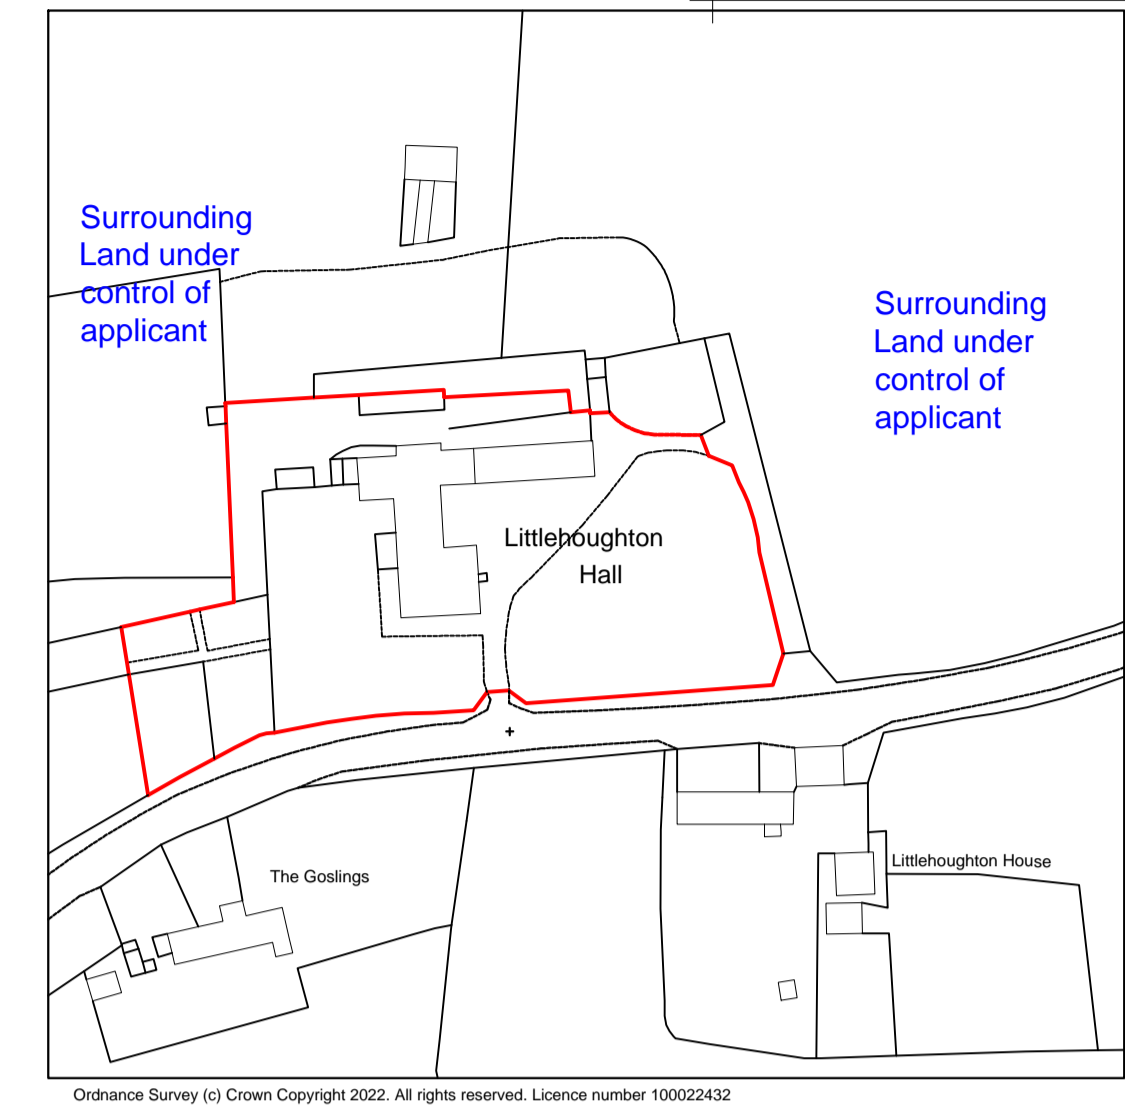 Surrounding
Land under
control of
applicant
Surrounding
Land under
control of
applicant
Littlehoughton
Hall
Littlehoughton House
The Goslings
Ordnance Survey (c) Crown Copyright 2022. All rights reserved. Licence number 100022432